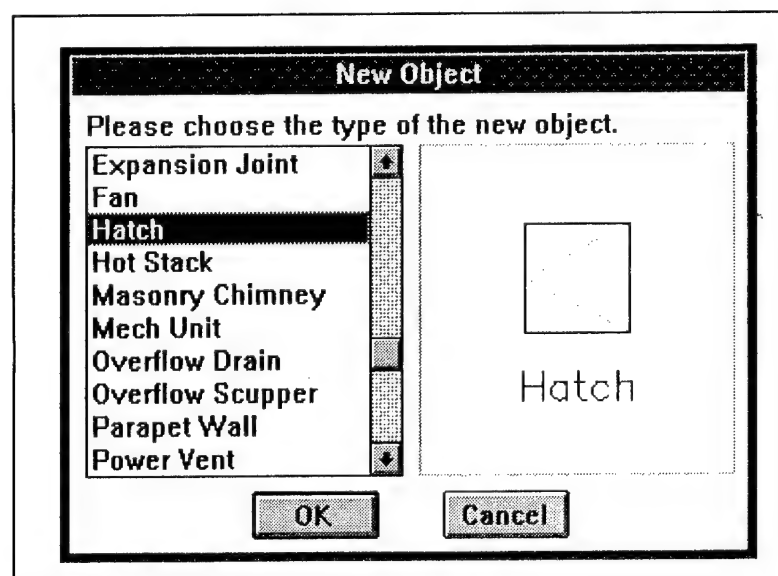 New Object
Please choose the type of the new object.
Expansion Joint
Fan
Hatch
Hot Stack
Masonry Chimney
Mech Unit
Overflow Drain
Overflow Scupper
Parapet Wall
Power Vent
Hatch
OK
Cancel